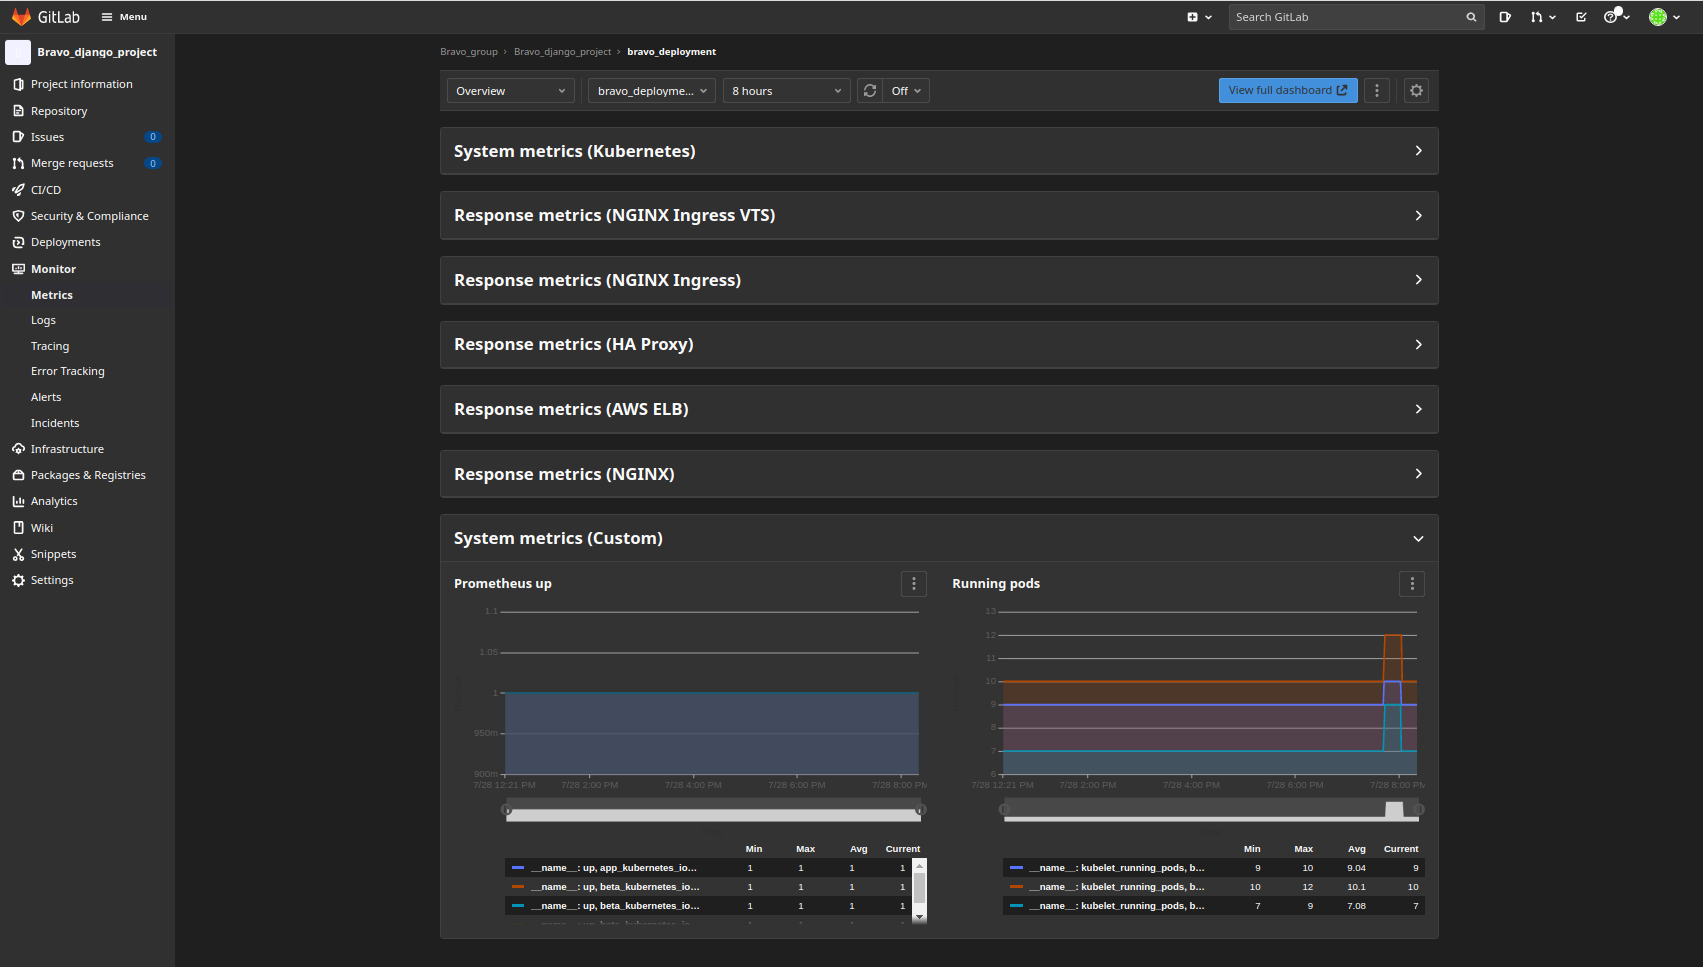 GitLab
Menu
Search GitLab
Bravo_django_project
Project information
Repository
Issues 0
Merge requests 0
CI/CD
Security & Compliance
Deployments
Monitor
Metrics
Logs
Tracing
Error Tracking
Alerts
Incidents
Infrastructure
Packages & Registries
Analytics
Wiki
Snippets
Settings
Bravo_group › Bravo_django_project › bravo_deployment
Overview
bravo_deployme...
8 hours
Off
View full dashboard
System metrics (Kubernetes)
Response metrics (NGINX Ingress VTS)
Response metrics (NGINX Ingress)
Response metrics (HA Proxy)
Response metrics (AWS ELB)
Response metrics (NGINX)
System metrics (Custom)
Prometheus up
1.1
1.05
1
950m
900m
7/28 12:21 PM 7/28 2:00 PM 7/28 4:00 PM 7/28 6:00 PM 7/28 8:00 PM
Min Max Avg Current
__name__: up, app_kubernetes_io... 1 1 1 1
__name__: up, beta_kubernetes_io... 1 1 1 1
__name__: up, beta_kubernetes_io... 1 1 1 1
Running pods
13
12
11
10
9
8
7
6
7/28 12:21 PM 7/28 2:00 PM 7/28 4:00 PM 7/28 6:00 PM 7/28 8:00 PM
Min Max Avg Current
__name__: kubelet_running_pods, b... 9 10 9.04 9
__name__: kubelet_running_pods, b... 10 12 10.1 10
__name__: kubelet_running_pods, b... 7 9 7.08 7